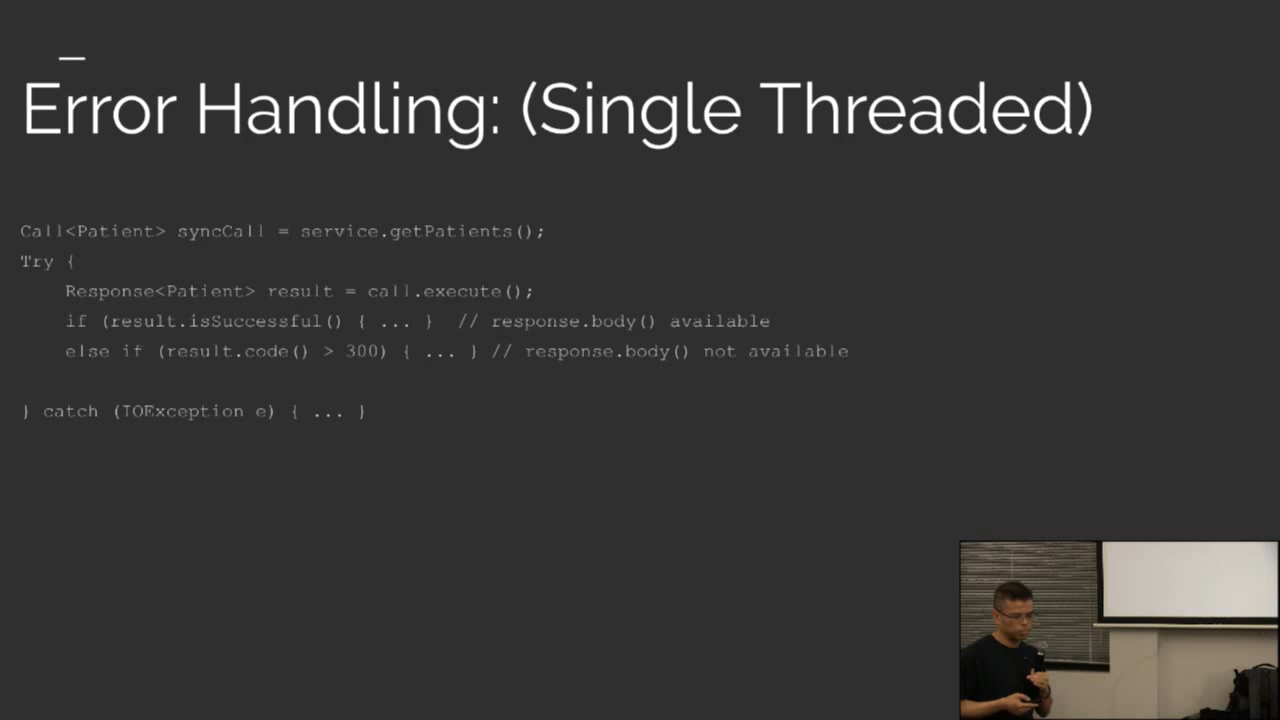 Error Handling: (Single Threaded)
Call<Patient> syncCall = service.getPatients();
Try {
Response<Patient> result = call.execute();
if (result.isSuccessful() { ... } // response.body() available
else if (result.code() > 300) { ... } // response.body() not available
} catch (IOException e) { ... }